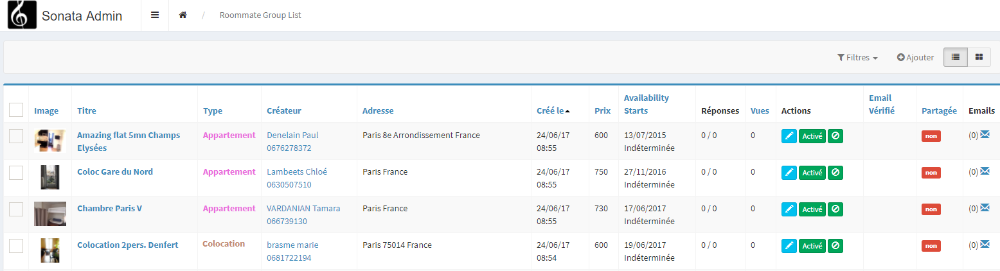 Sonata Admin
/ Roommate Group List
Filtres
Ajouter
Image Titre Type Créateur Adresse Créé le Prix Availability Starts Réponses Vues Actions Email Vérifié Partagée Emails
Amazing flat 5mn Champs Elysées Appartement Denelain Paul 0676278372 Paris 8e Arrondissement France 24/06/17 08:55 600 13/07/2015 Indéterminée 0 / 0 0 Activé non (0)
Coloc Gare du Nord Appartement Lambeets Chloé 0630507510 Paris France 24/06/17 08:55 750 27/11/2016 Indéterminée 0 / 0 0 Activé non (0)
Chambre Paris V Appartement VARDANIAN Tamara 066739130 Paris France 24/06/17 08:55 730 17/06/2017 Indéterminée 0 / 0 0 Activé non (0)
Colocation 2pers. Denfert Colocation brasme marie 0681722194 Paris 75014 France 24/06/17 08:54 600 19/06/2017 Indéterminée 0 / 0 0 Activé non (0)